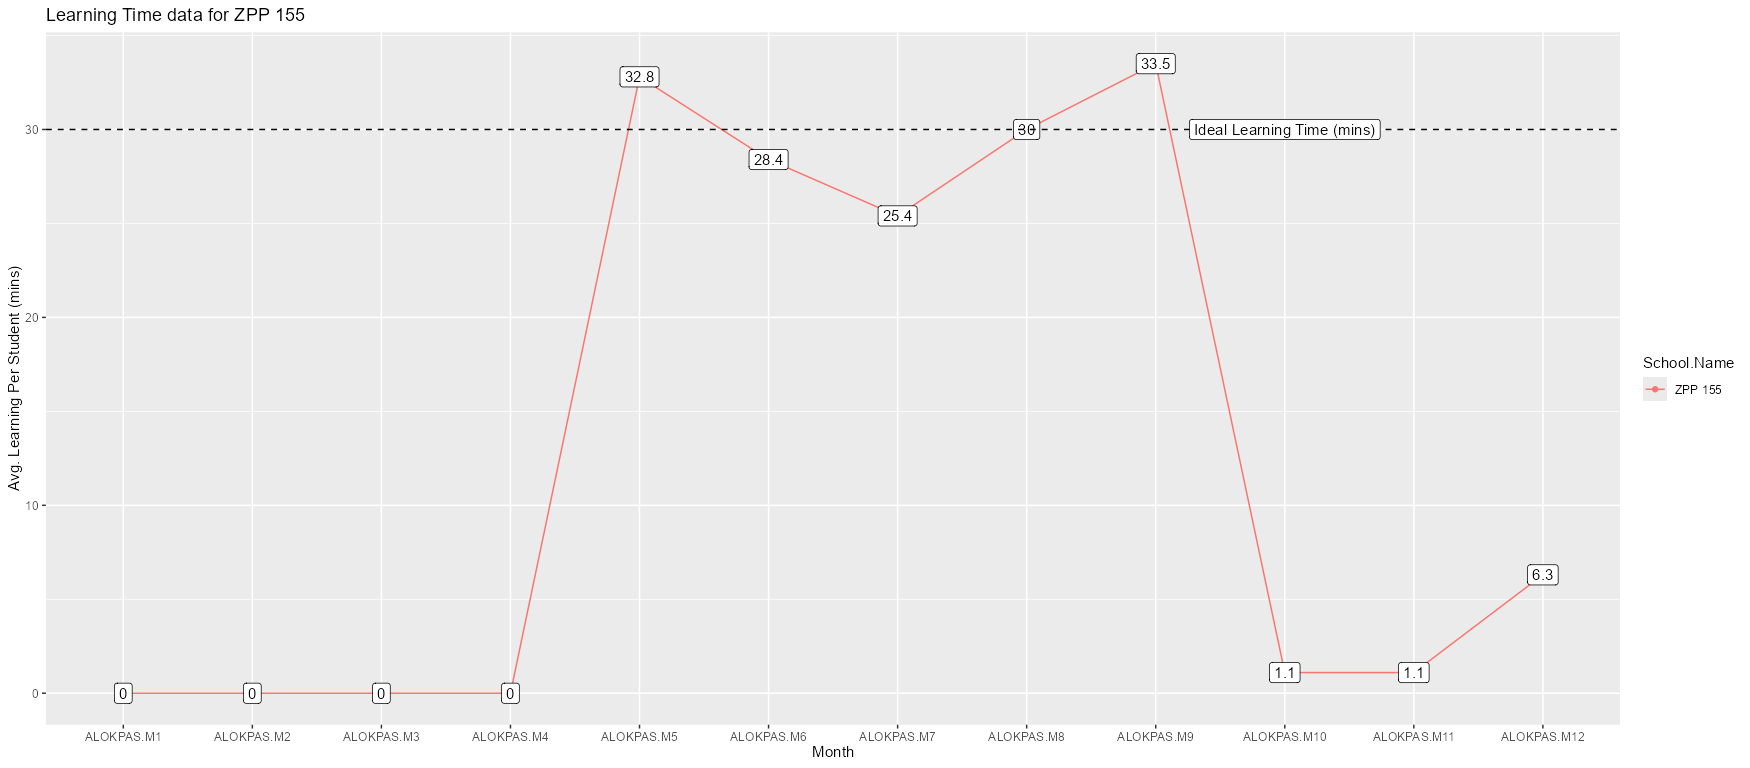 Learning Time data for ZPP 155
33.5
32.8
30
30
Ideal Learning Time (mins)
28.4
25.4
20
10
6.3
1.1
1.1
0
0
0
0
0
Avg. Learning Per Student (mins)
ALOKPAS.M1 ALOKPAS.M2 ALOKPAS.M3 ALOKPAS.M4 ALOKPAS.M5 ALOKPAS.M6 ALOKPAS.M7 ALOKPAS.M8 ALOKPAS.M9 ALOKPAS.M10 ALOKPAS.M11 ALOKPAS.M12
Month
School.Name
ZPP 155